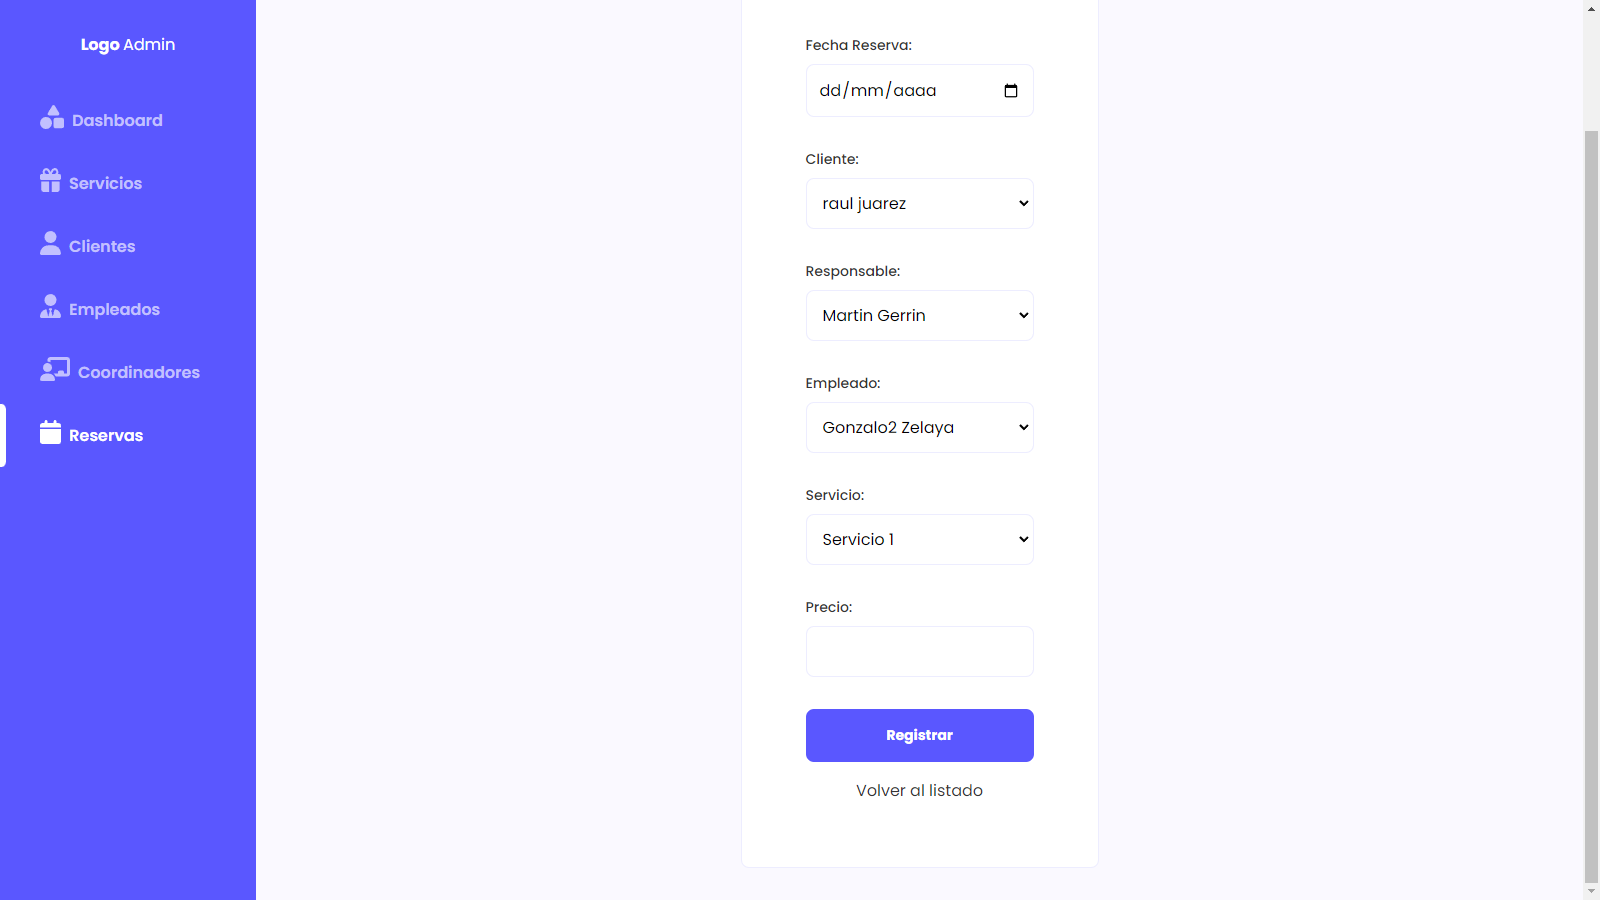 Logo Admin
Dashboard
Servicios
Clientes
Empleados
Coordinadores
Reservas
Fecha Reserva:
dd/mm/aaaa
Cliente:
raul juarez
Responsable:
Martin Gerrin
Empleado:
Gonzalo2 Zelaya
Servicio:
Servicio 1
Precio:
Registrar
Volver al listado